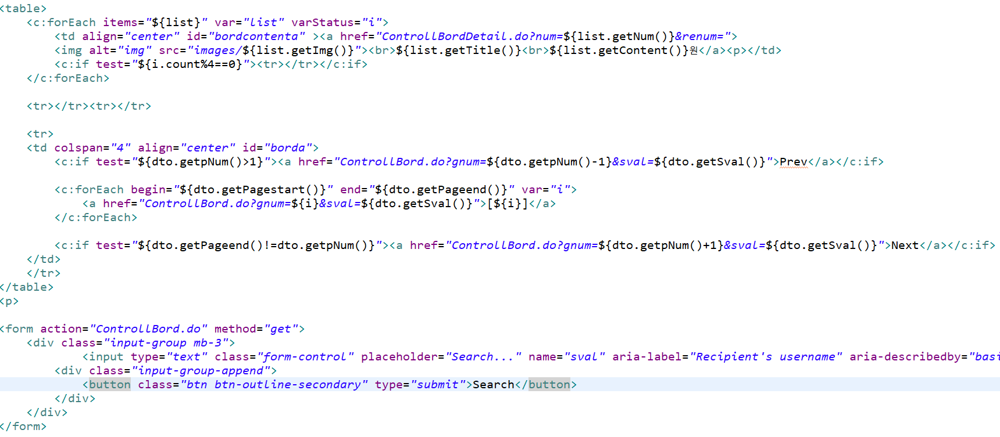 <table>
<c:forEach items="${list}" var="list" varStatus="i">
<td align="center" id="bordcontenta" ><a href="ControllBordDetail.do?num=${list.getNum()}&renum=">
<img alt="img" src="images/${list.getImg()}"><br>${list.getTitle()}<br>${list.getContent()}원</a><p></td>
<c:if test="${i.count%4==0}"><tr></tr></c:if>
</c:forEach>
<tr></tr><tr></tr>
<tr>
<td colspan="4" align="center" id="borda">
<c:if test="${dto.getpNum()>1}"><a href="ControllBord.do?gnum=${dto.getpNum()-1}&sval=${dto.getSval()}">Prev</a></c:if>
<c:forEach begin="${dto.getPagestart()}" end="${dto.getPageend()}" var="i">
<a href="ControllBord.do?gnum=${i}&sval=${dto.getSval()}">[${i}]</a>
</c:forEach>
<c:if test="${dto.getPageend()!=dto.getpNum()}"><a href="ControllBord.do?gnum=${dto.getpNum()+1}&sval=${dto.getSval()}">Next</a></c:if>
</td>
</tr>
</table>
<p>
<form action="ControllBord.do" method="get">
<div class="input-group mb-3">
<input type="text" class="form-control" placeholder="Search..." name="sval" aria-label="Recipient's username" aria-describedby="basi
<div class="input-group-append">
<button class="btn btn-outline-secondary" type="submit">Search</button>
</div>
</div>
</form>